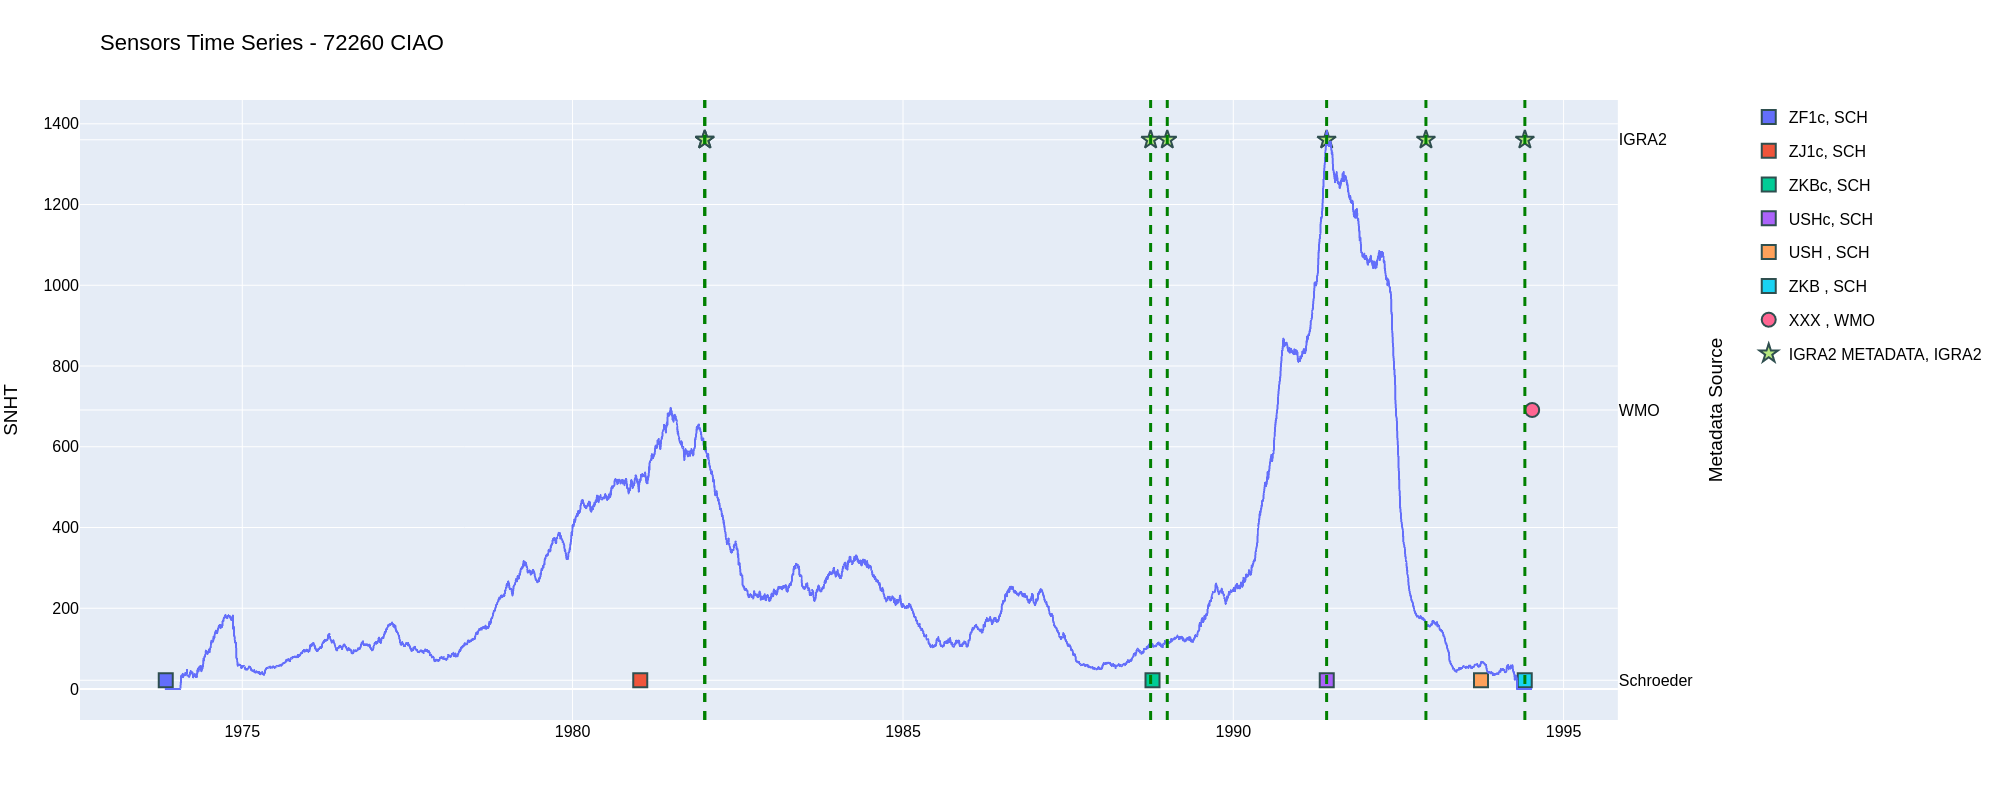 Sensors Time Series - 72260 CIAO
SNHT
1400
1200
1000
800
600
400
200
0
1975
1980
1985
1990
1995
IGRA2
WMO
Schroeder
Metadata Source
ZF1c, SCH
ZJ1c, SCH
ZKBc, SCH
USHc, SCH
USH , SCH
ZKB , SCH
XXX , WMO
IGRA2 METADATA, IGRA2